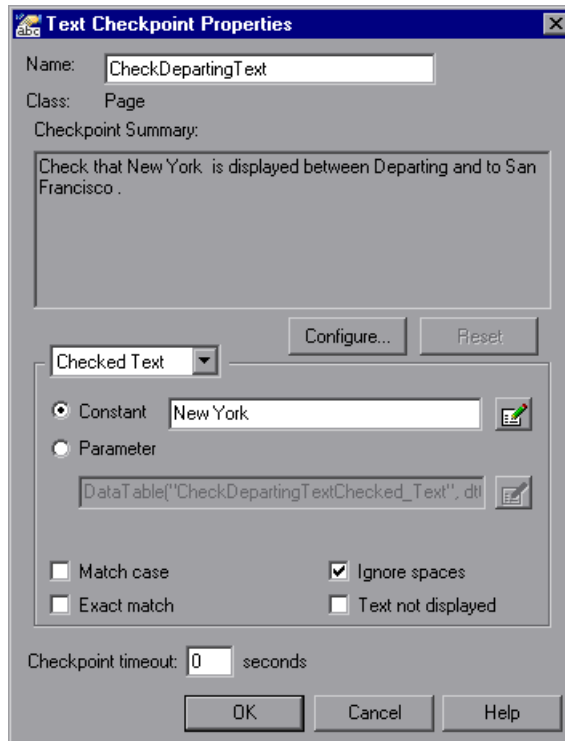 abc
Text Checkpoint Properties
Name: CheckDepartingText
Class: Page
Checkpoint Summary:
Check that New York is displayed between Departing and to San
Francisco .
Configure... Reset
Checked Text
Constant New York
Parameter
DataTable("CheckDepartingTextChecked_Text", dt
Match case Ignore spaces
Exact match Text not displayed
Checkpoint timeout: 0 seconds
OK Cancel Help